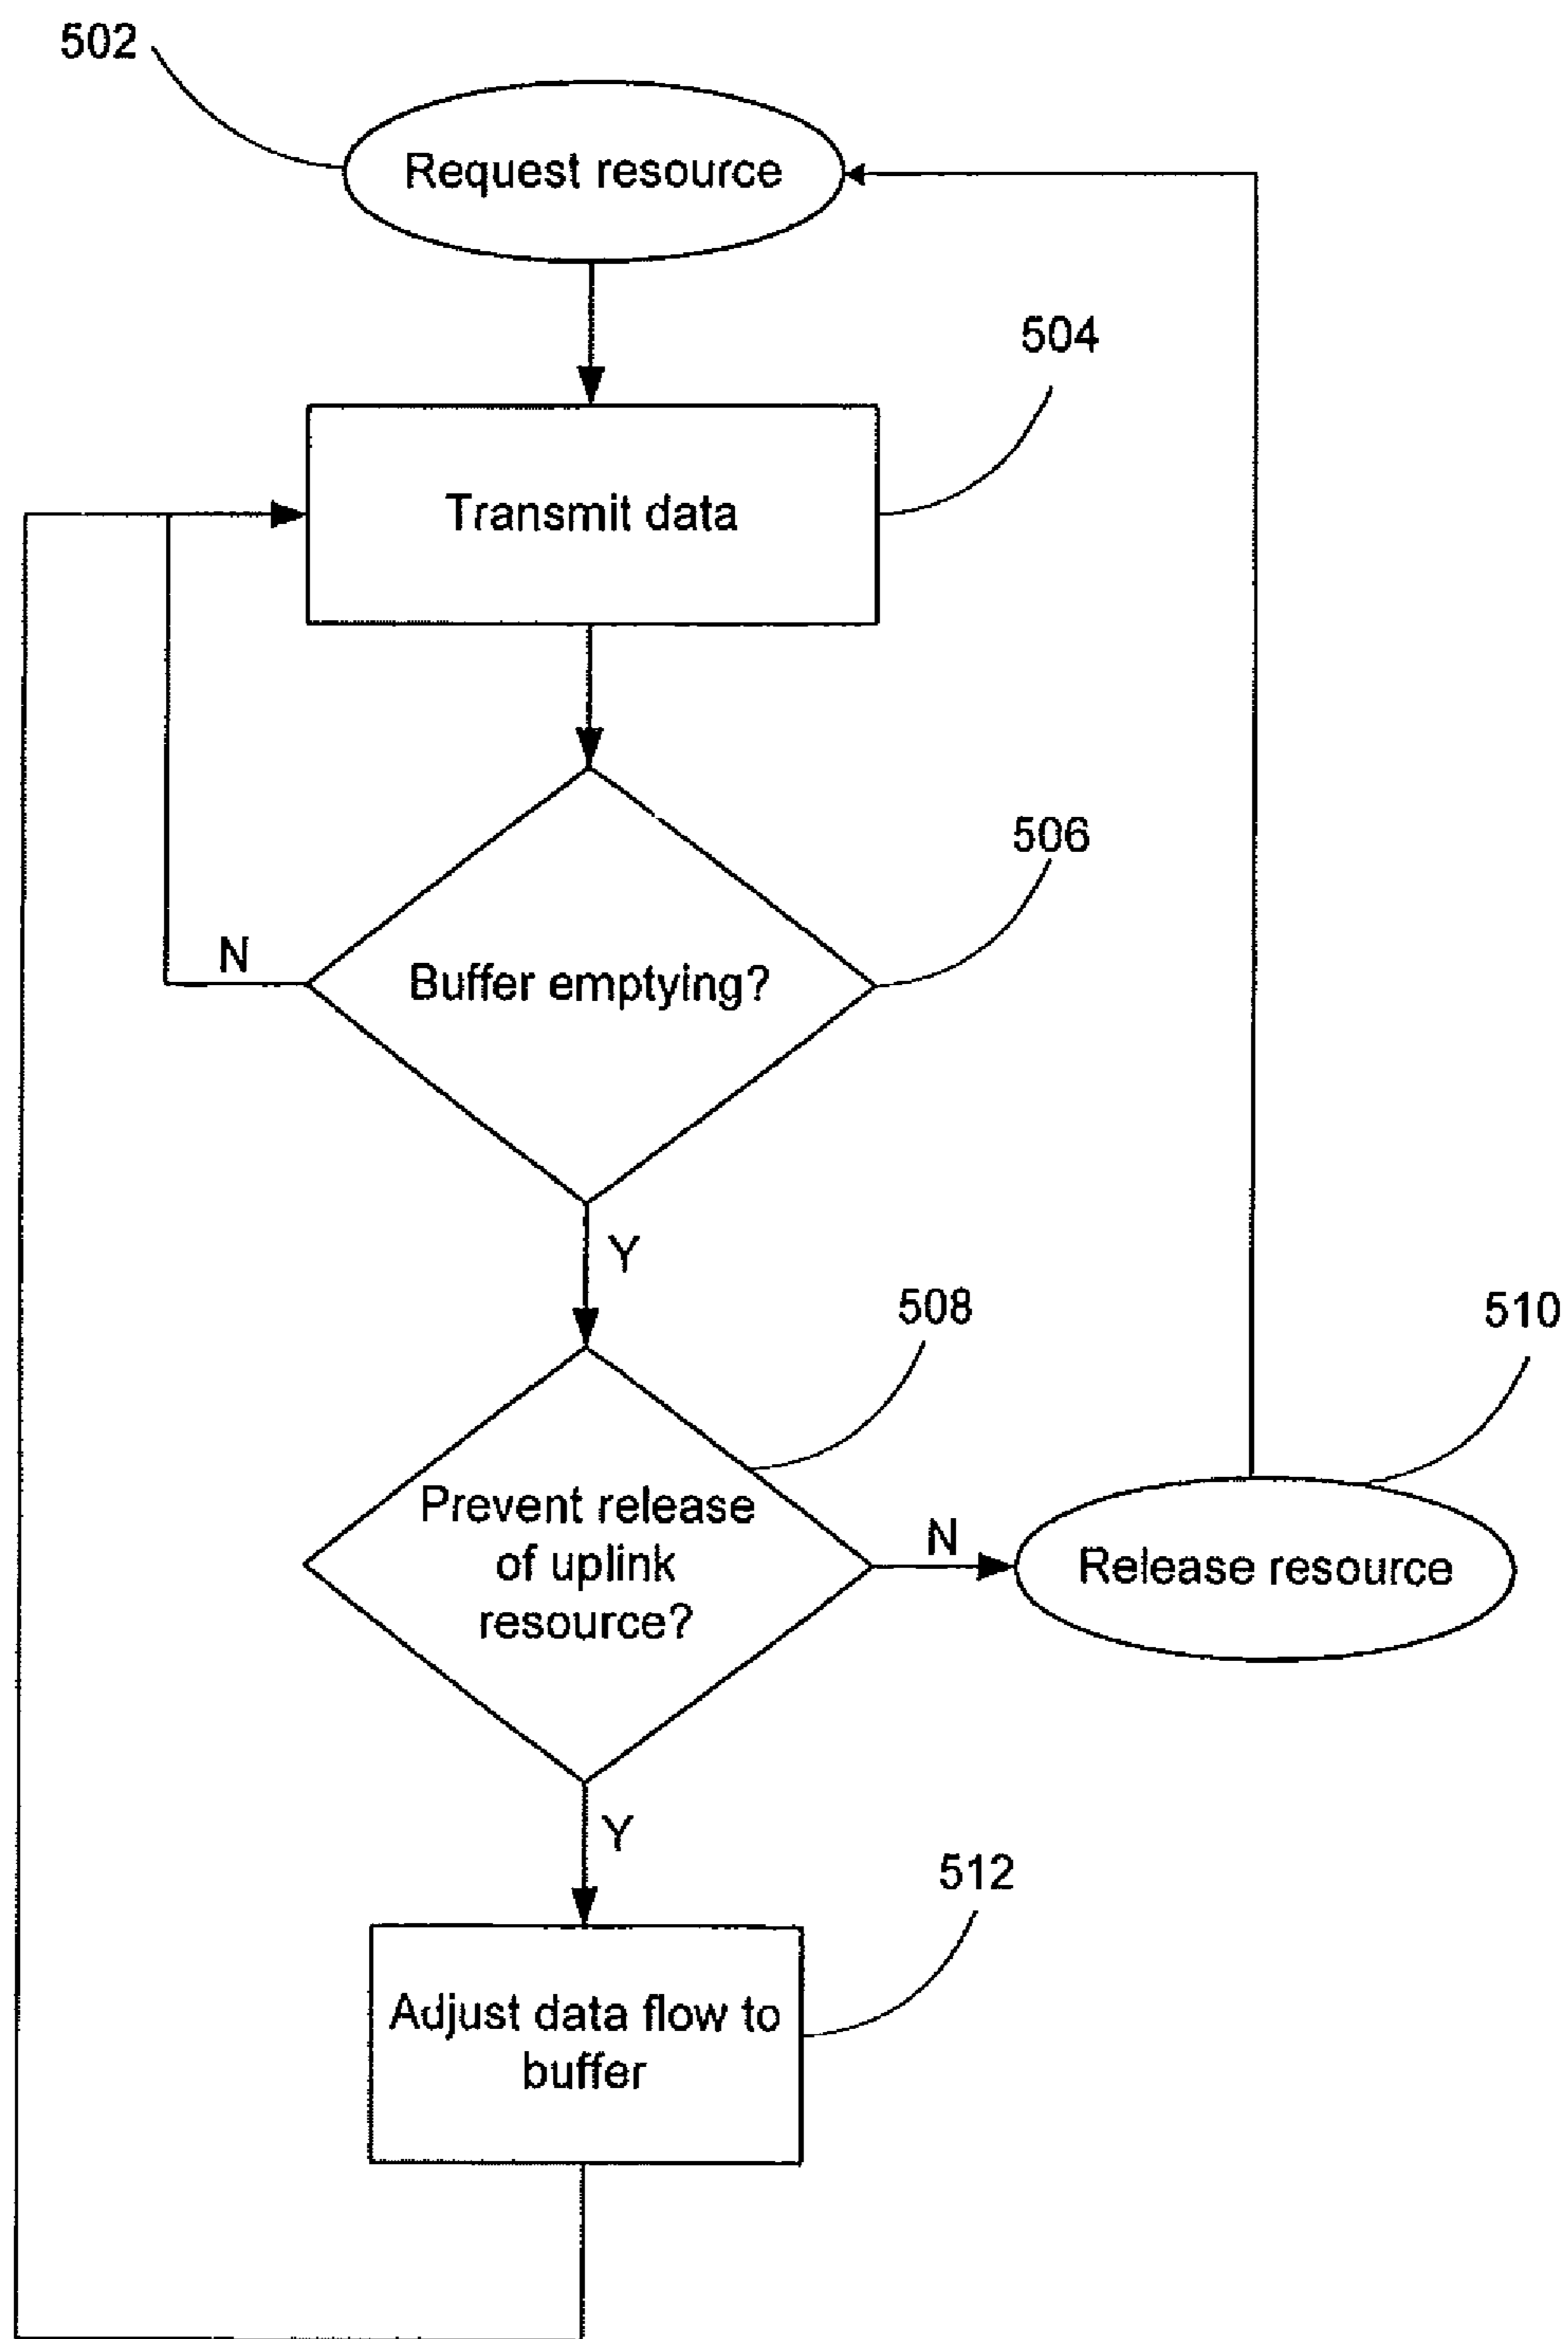 502
Request resource
504
Transmit data
506
N
Buffer emptying?
Y
508
510
Prevent release
of uplink
resource?
N
Release resource
Y
512
Adjust data flow to
buffer